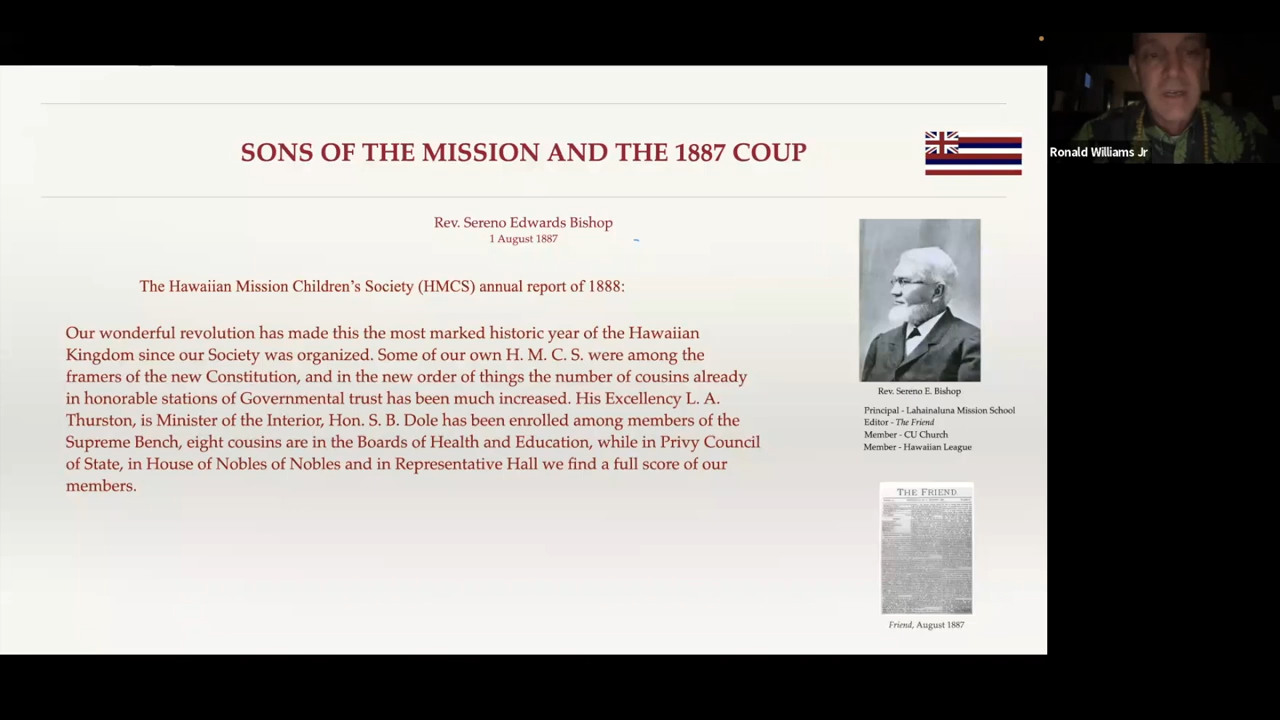 SONS OF THE MISSION AND THE 1887 COUP
Ronald Williams Jr
Rev. Sereno Edwards Bishop
1 August 1887
The Hawaiian Mission Children's Society (HMCS) annual report of 1888:
Our wonderful revolution has made this the most marked historic year of the Hawaiian
Kingdom since our Society was organized. Some of our own H. M. C. S. were among the
framers of the new Constitution, and in the new order of things the number of cousins already
in honorable stations of Governmental trust has been much increased. His Excellency L. A.
Thurston, is Minister of the Interior, Hon. S. B. Dole has been enrolled among members of the
Supreme Bench, eight cousins are in the Boards of Health and Education, while in Privy Council
of State, in House of Nobles of Nobles and in Representative Hall we find a full score of our
members.
Rev. Sereno E. Bishop
Principal - Lahainaluna Mission School
Editor - The Friend
Member - CU Church
Member - Hawaiian League
THE FRIEND
Friend, August 1887